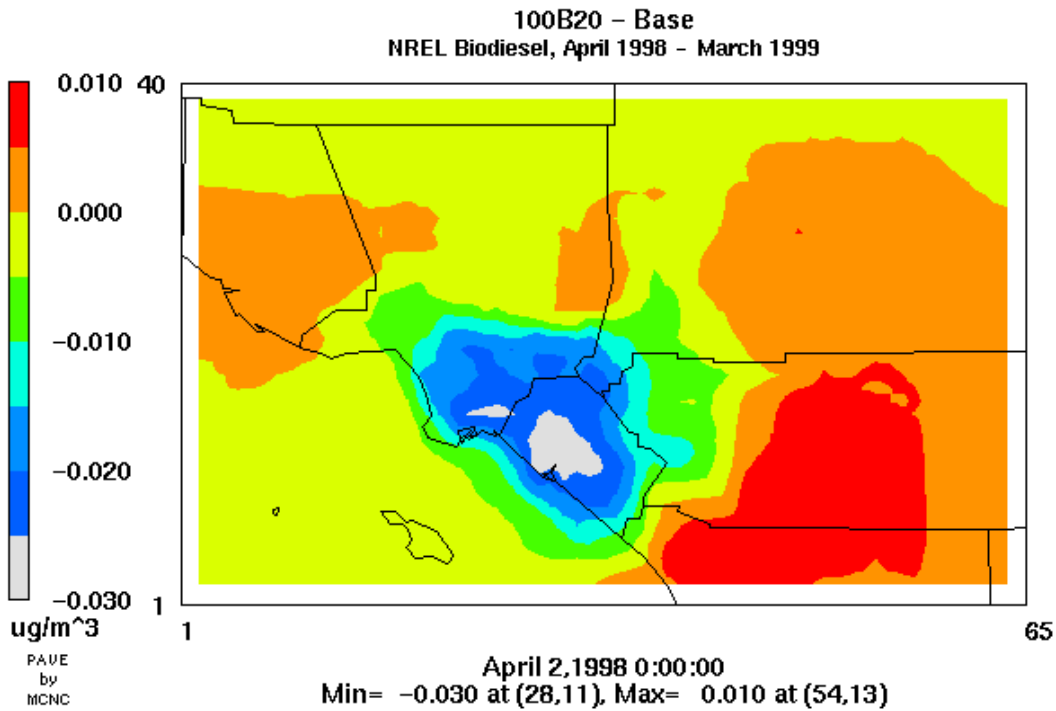 100B20 − Base
NREL Biodiesel, April 1998 − March 1999
0.010
0.000
−0.010
−0.020
−0.030
ug/m^3
PAVE
by
MCNC
40
1
1
65
April 2,1998 0:00:00
Min= −0.030 at (28,11), Max= 0.010 at (54,13)